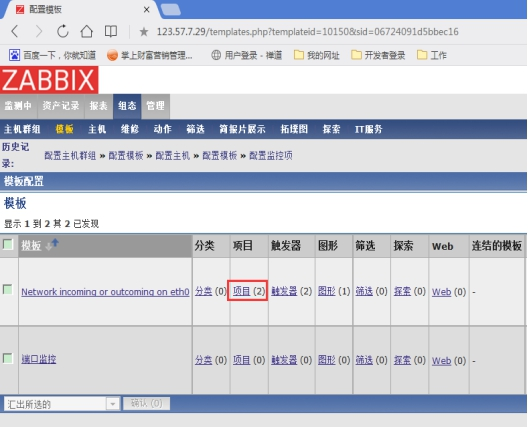 配置模板
123.57.7.29/templates.php?templateid=10150&sid=06724091d5bbec16
百度一下,你就知道 掌上财富营销管理... 用户登录 - 禅道 我的网址 开发者登录 工作
ZABBIX
监测中 资产记录 报表 组态 管理
主机群组 模板 主机 维修 动作 筛选 简报片展示 拓扑图 探索 IT服务
历史记录: 配置主机群组 » 配置模板 » 配置主机 » 配置模板 » 配置监控项
模板配置
模板
显示 1 到 2 其 2 已发现
模板 分类 项目 触发器 图形 筛选 探索 Web 连结的模板
Network incoming or outcoming on eth0 分类 (0) 项目 (2) 触发器 (2) 图形 (1) 筛选 (0) 探索 (0) Web (0) -
端口监控 分类 (0) 项目 (0) 触发器 (0) 图形 (0) 筛选 (0) 探索 (0) Web (0) -
汇出所选的 确认 (0)